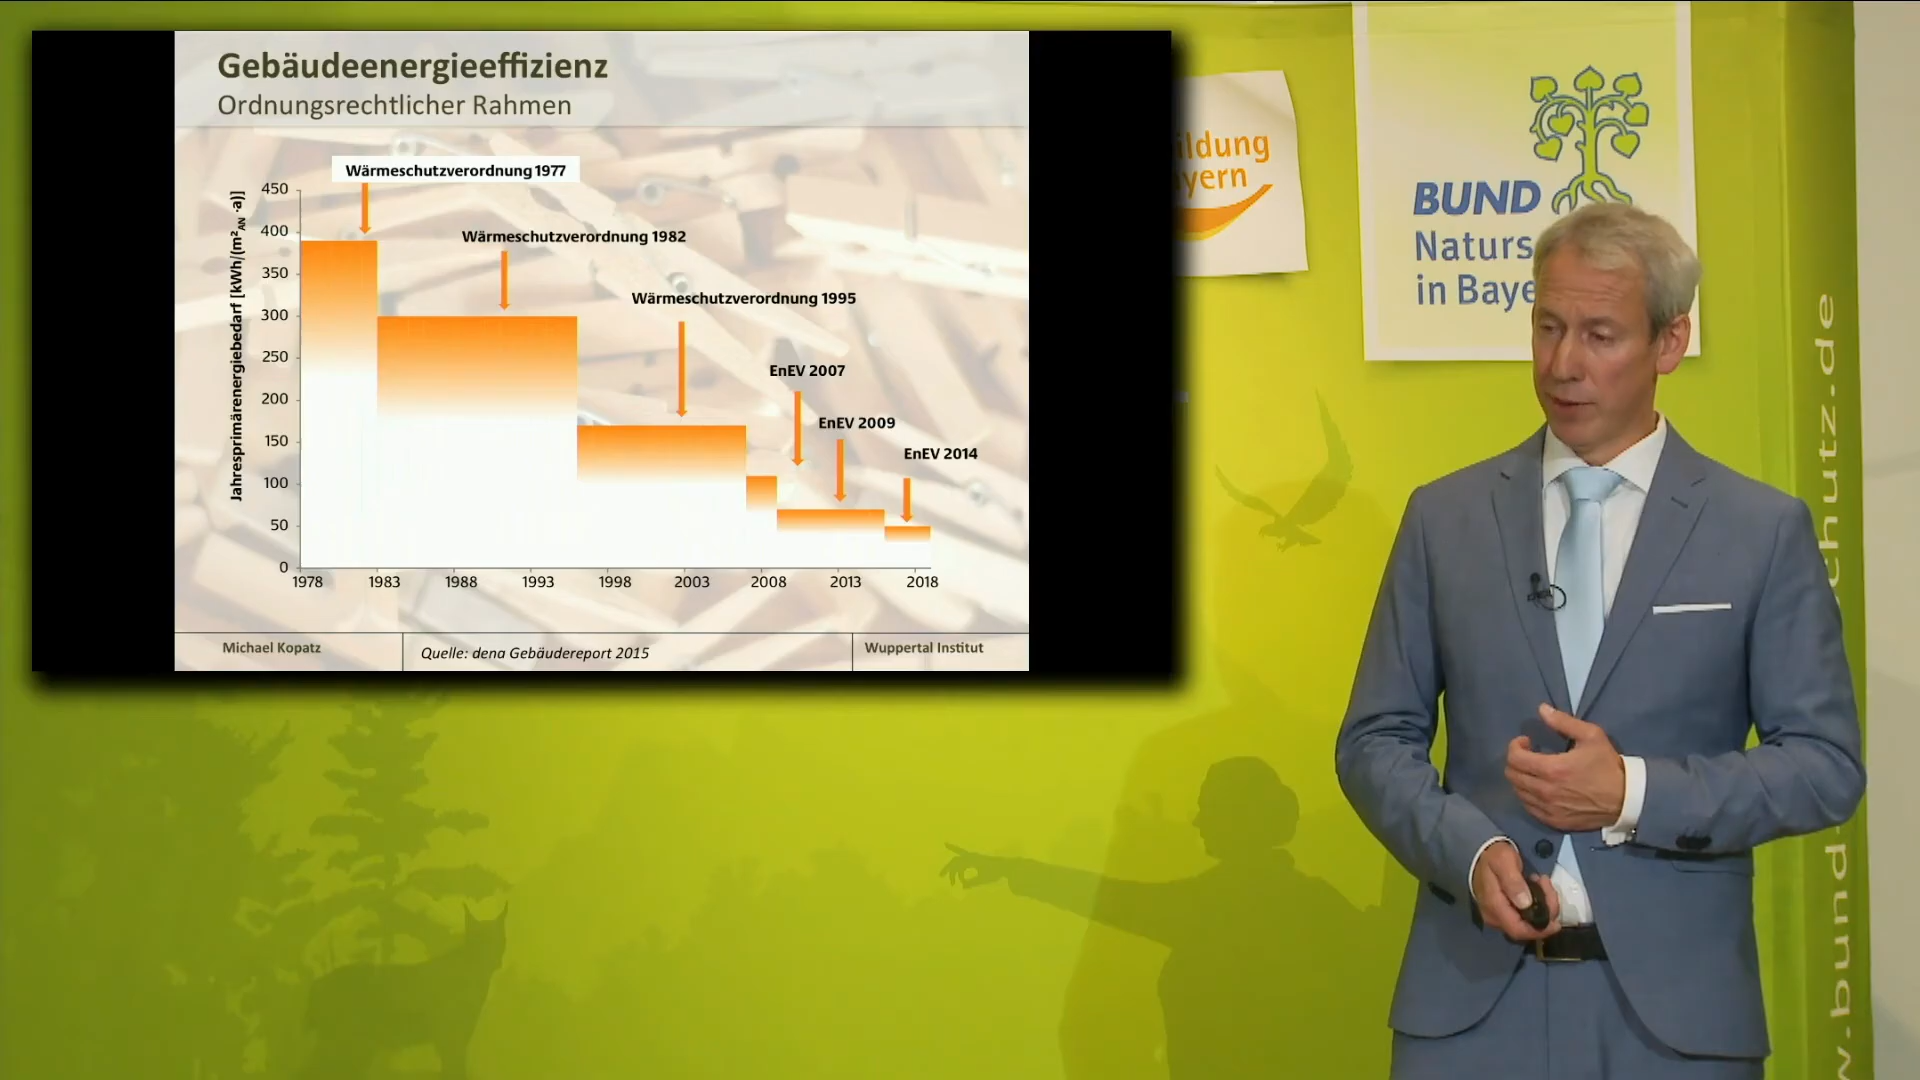 Gebäudeenergieeffizienz
Ordnungsrechtlicher Rahmen
Wärmeschutzverordnung 1977
Wärmeschutzverordnung 1982
Wärmeschutzverordnung 1995
EnEV 2007
EnEV 2009
EnEV 2014
Jahresprimärenergiebedarf [kWh/(m²AN ·a)]
450
400
350
300
250
200
150
100
50
0
1978 1983 1988 1993 1998 2003 2008 2013 2018
Michael Kopatz
Quelle: dena Gebäudereport 2015
Wuppertal Institut
ildung
yern
BUND
Naturs
in Baye
w.bund
chutz.de